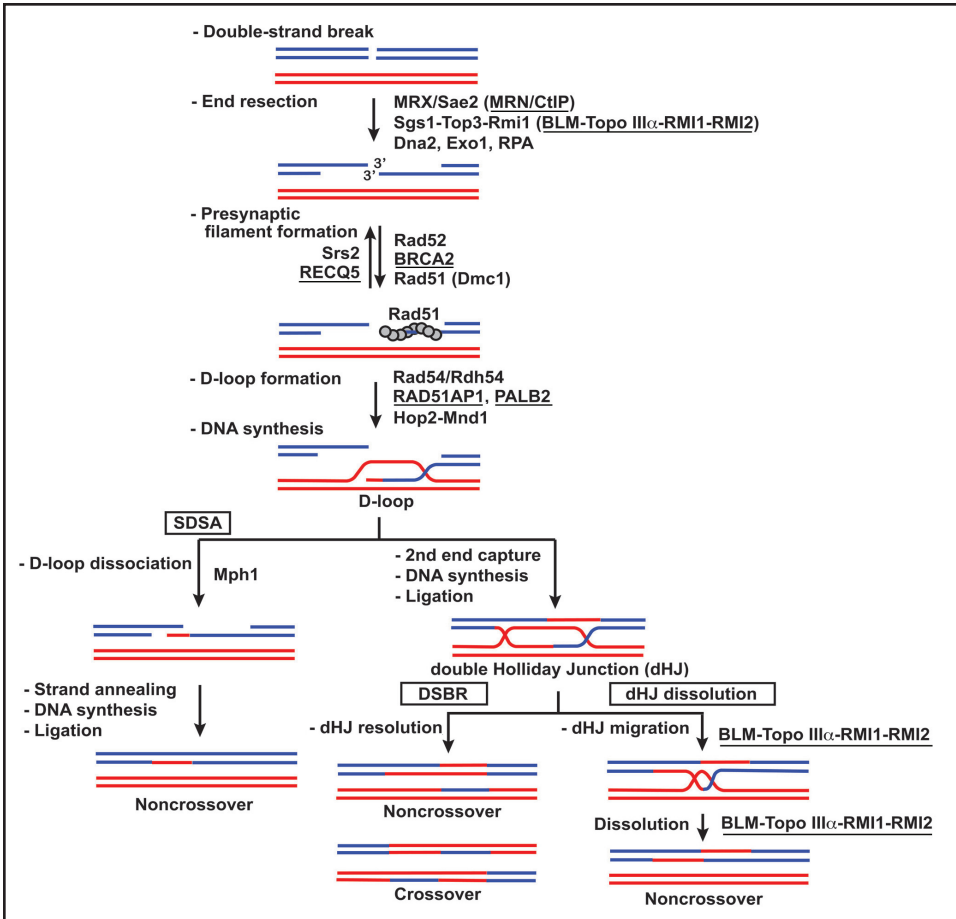 - Double-strand break
- End resection
MRX/Sae2 (MRN/CtIP)
Sgs1-Top3-Rmi1 (BLM-Topo IIIα-RMI1-RMI2)
Dna2, Exo1, RPA
3’
3’
- Presynaptic
filament formation
Srs2
RECQ5
Rad52
BRCA2
Rad51 (Dmc1)
Rad51
- D-loop formation
Rad54/Rdh54
RAD51AP1, PALB2
Hop2-Mnd1
- DNA synthesis
D-loop
SDSA
- D-loop dissociation
Mph1
- 2nd end capture
- DNA synthesis
- Ligation
double Holliday Junction (dHJ)
- Strand annealing
- DNA synthesis
- Ligation
Noncrossover
DSBR
dHJ dissolution
- dHJ resolution
- dHJ migration
BLM-Topo IIIα-RMI1-RMI2
Noncrossover
Dissolution
BLM-Topo IIIα-RMI1-RMI2
Crossover
Noncrossover